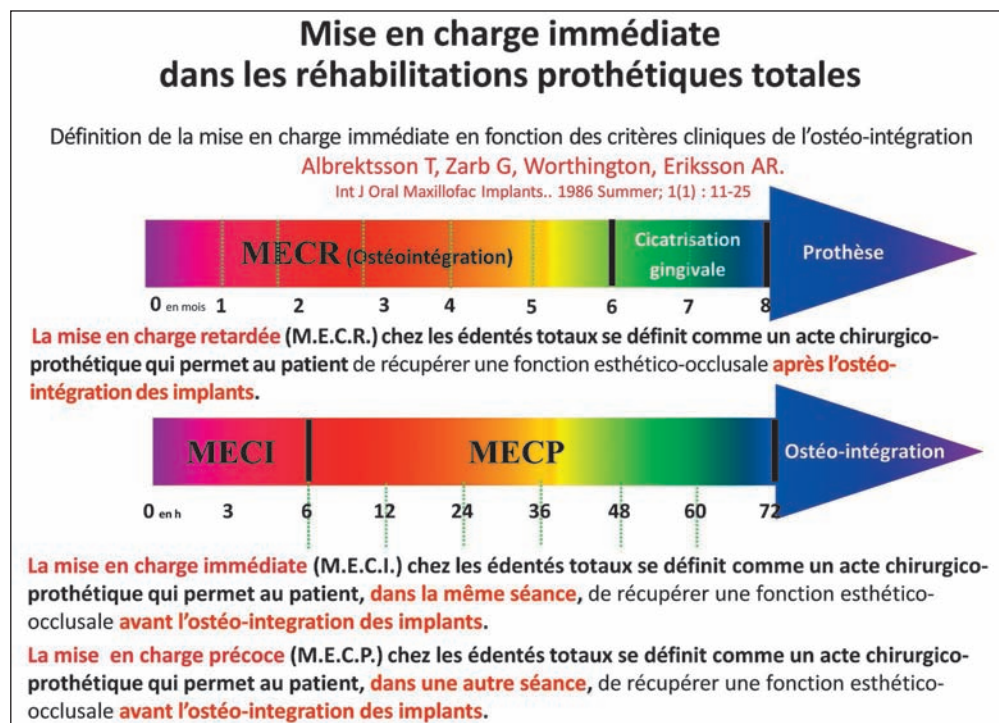 Mise en charge immédiate
dans les réhabilitations prothétiques totales
Définition de la mise en charge immédiate en fonction des critères cliniques de l'ostéo-intégration
Albrektsson T, Zarb G, Worthington, Eriksson AR.
Int J Oral Maxillofac Implants.. 1986 Summer; 1(1) : 11-25
MECR (Ostéointégration)
Cicatrisation
gingivale
Prothèse
0 en mois 1 2 3 4 5 6 7 8
La mise en charge retardée (M.E.C.R.) chez les édentés totaux se définit comme un acte chirurgico-
prothétique qui permet au patient de récupérer une fonction esthético-occlusale après l'ostéo-
intégration des implants.
MECI MECP Ostéo-intégration
0 en h 3 6 12 24 36 48 60 72
La mise en charge immédiate (M.E.C.I.) chez les édentés totaux se définit comme un acte chirurgico-
prothétique qui permet au patient, dans la même séance, de récupérer une fonction esthético-
occlusale avant l'ostéo-integration des implants.
La mise en charge précoce (M.E.C.P.) chez les édentés totaux se définit comme un acte chirurgico-
prothétique qui permet au patient, dans une autre séance, de récupérer une fonction esthético-
occlusale avant l'ostéo-integration des implants.